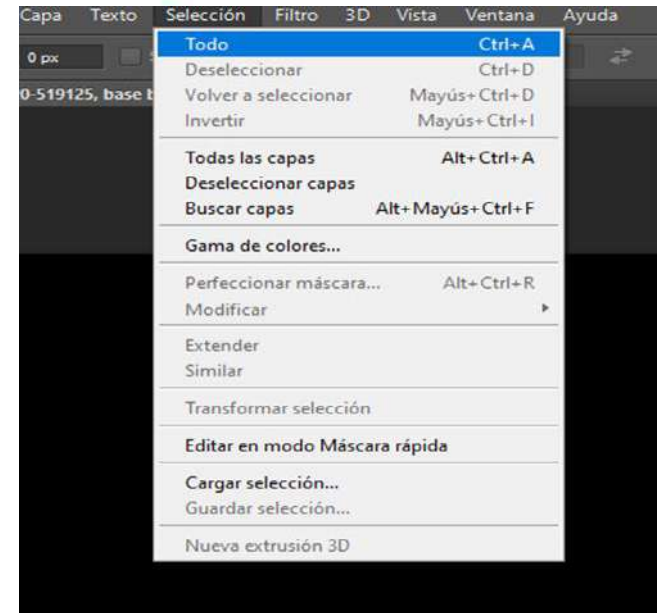 Capa Texto Selección Filtro 3D Vista Ventana Ayuda
0 px
0-519125, base
Todo Ctrl+A
Deseleccionar Ctrl+D
Volver a seleccionar Mayús+Ctrl+D
Invertir Mayús+Ctrl+I
Todas las capas Alt+Ctrl+A
Deseleccionar capas
Buscar capas Alt+Mayús+Ctrl+F
Gama de colores...
Perfeccionar máscara... Alt+Ctrl+R
Modificar
Extender
Similar
Transformar selección
Editar en modo Máscara rápida
Cargar selección...
Guardar selección...
Nueva extrusión 3D